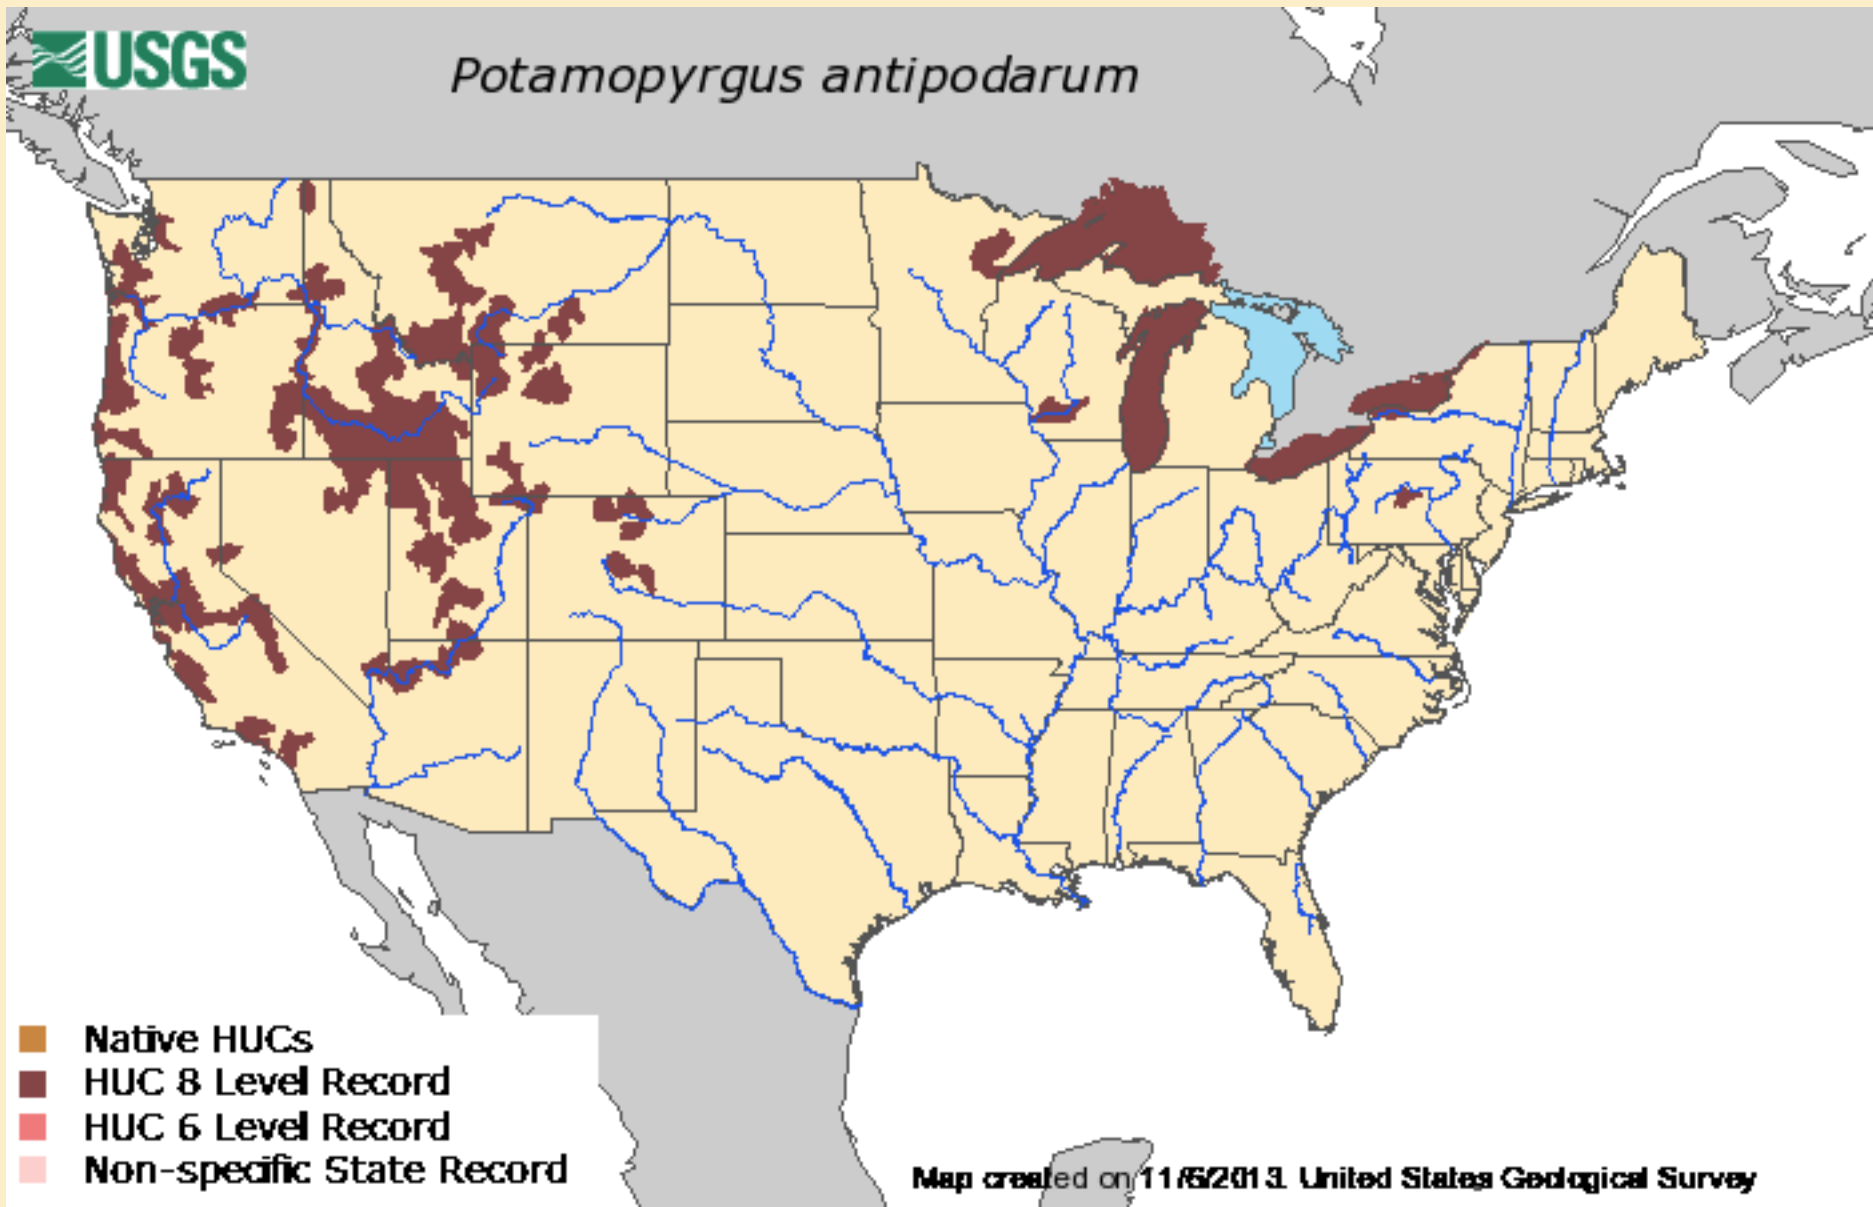 USGS
Potamopyrgus antipodarum
Native HUCs
HUC 8 Level Record
HUC 6 Level Record
Non-specific State Record
Map created on 11/6/2013. United States Geological Survey